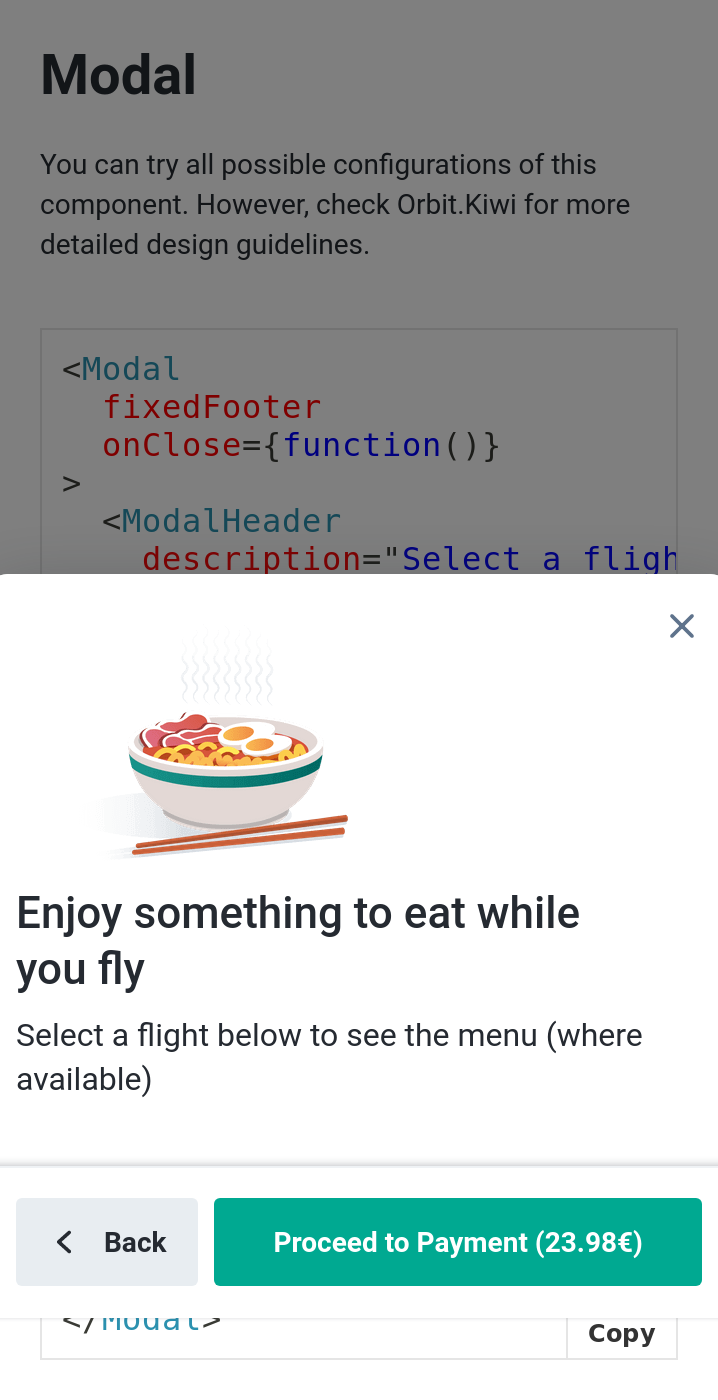 Modal
You can try all possible configurations of this
component. However, check Orbit.Kiwi for more
detailed design guidelines.
<Modal
fixedFooter
onClose={function()}
>
<ModalHeader
description="Select a fligh
Enjoy something to eat while
you fly
Select a flight below to see the menu (where
available)
Back
Proceed to Payment (23.98€)
</Modal>
Copy